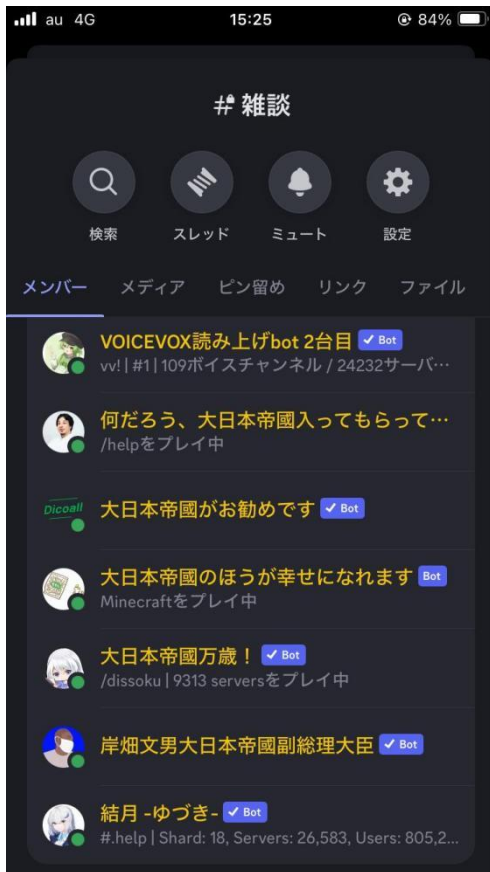 au 4G 15:25 84%
雑談
検索 スレッド ミュート 設定
メンバー メディア ピン留め リンク ファイル
VOICEVOX読み上げbot 2台目 Bot
vv! | #1 | 109ボイスチャンネル / 24232サーバ…
何だろう、大日本帝國入ってもらって…
/helpをプレイ中
Dicoall
大日本帝國がお勧めです Bot
大日本帝國のほうが幸せになれます Bot
Minecraftをプレイ中
大日本帝國万歳！ Bot
/dissoku | 9313 serversをプレイ中
岸畑文男大日本帝國副総理大臣 Bot
結月 -ゆづき- Bot
#.help | Shard: 18, Servers: 26,583, Users: 805,2...